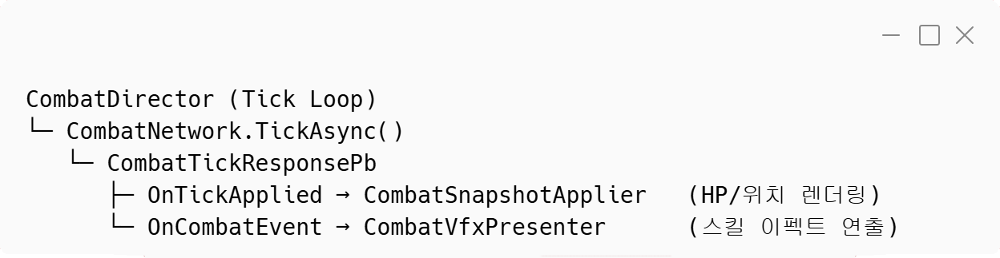 CombatDirector (Tick Loop)
└─ CombatNetwork.TickAsync()
   └─ CombatTickResponsePb
      ├─ OnTickApplied → CombatSnapshotApplier   (HP/위치 렌더링)
      └─ OnCombatEvent → CombatVfxPresenter      (스킬 이펙트 연출)